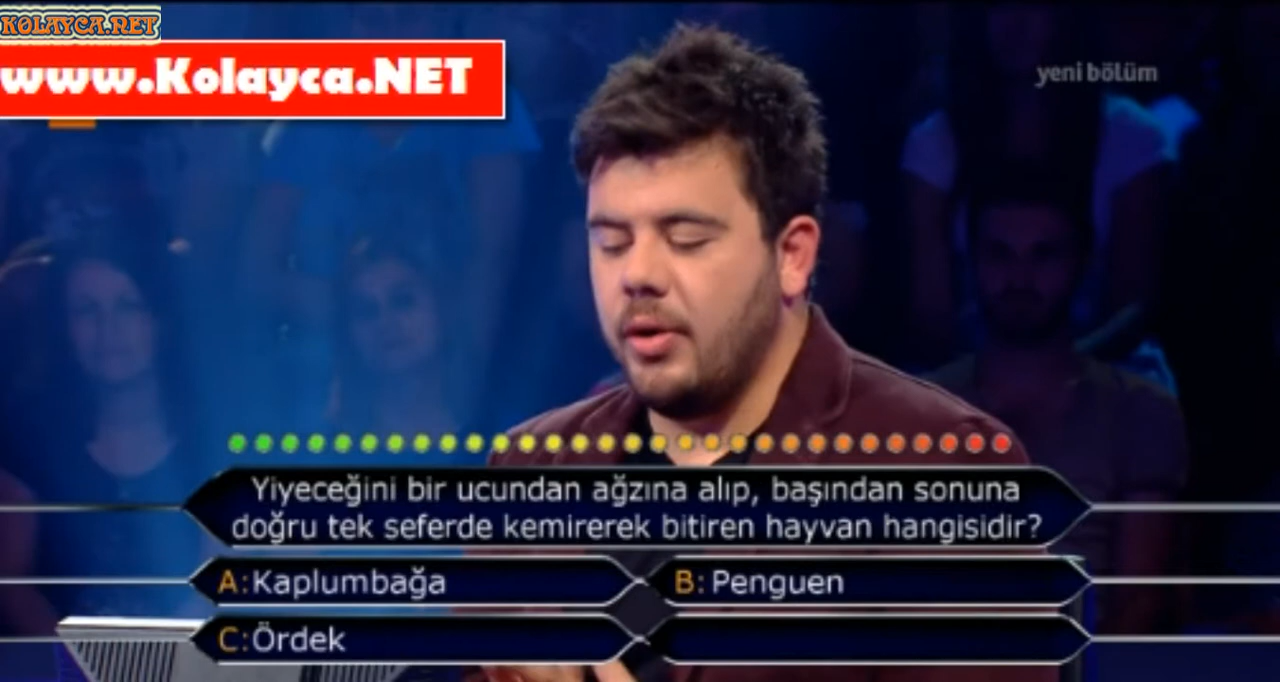 KOLAYCA.NET
www.Kolayca.NET
yeni bölüm
Yiyeceğini bir ucundan ağzına alıp, başından sonuna
doğru tek seferde kemirerek bitiren hayvan hangisidir?
A: Kaplumbağa
B: Penguen
C: Ördek